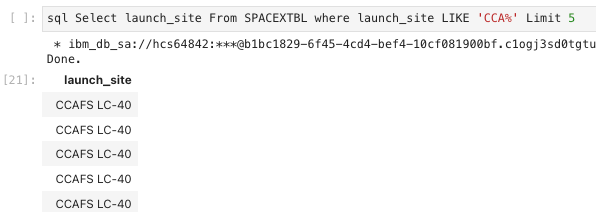 [ ]: sql Select launch_site From SPACEXTBL where launch_site LIKE 'CCA%' Limit 5
* ibm_db_sa://hcs64842:***@b1bc1829-6f45-4cd4-bef4-10cf081900bf.c1ogj3sd0tgtu
Done.
[21]: launch_site
CCAFS LC-40
CCAFS LC-40
CCAFS LC-40
CCAFS LC-40
CCAFS LC-40